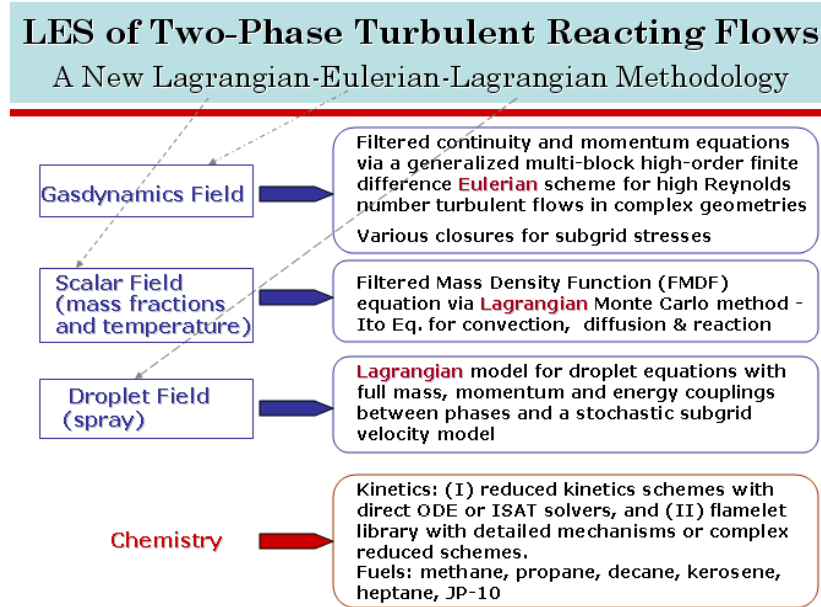 LES of Two-Phase Turbulent Reacting Flows
A New Lagrangian-Eulerian-Lagrangian Methodology
Gasdynamics Field
Filtered continuity and momentum equations
via a generalized multi-block high-order finite
difference Eulerian scheme for high Reynolds
number turbulent flows in complex geometries
Various closures for subgrid stresses
Scalar Field
(mass fractions
and temperature)
Filtered Mass Density Function (FMDF)
equation via Lagrangian Monte Carlo method -
Ito Eq. for convection, diffusion & reaction
Droplet Field
(spray)
Lagrangian model for droplet equations with
full mass, momentum and energy couplings
between phases and a stochastic subgrid
velocity model
Chemistry
Kinetics: (I) reduced kinetics schemes with
direct ODE or ISAT solvers, and (II) flamelet
library with detailed mechanisms or complex
reduced schemes.
Fuels: methane, propane, decane, kerosene,
heptane, JP-10